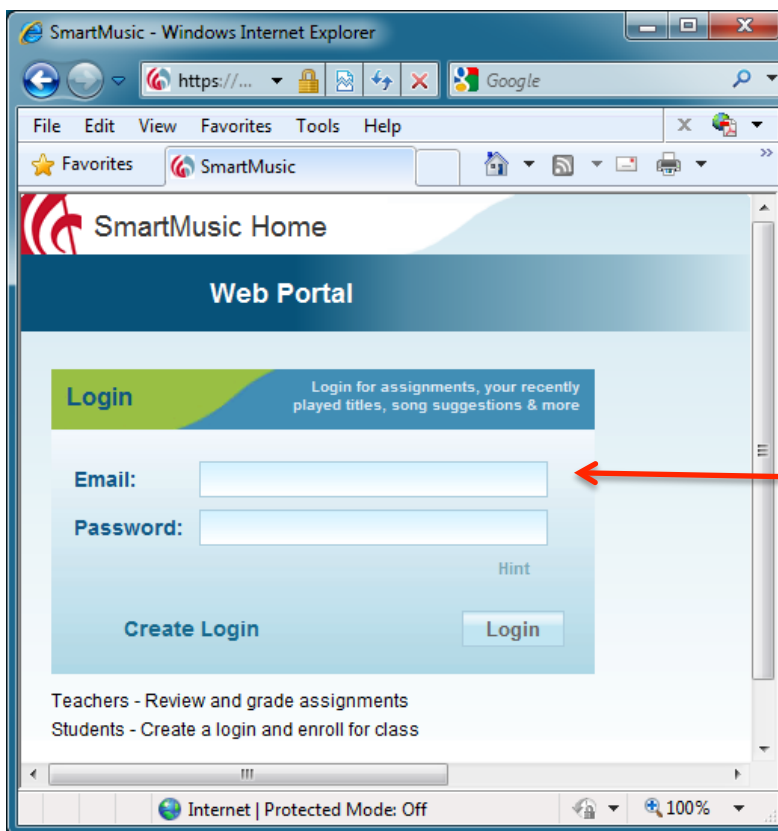 SmartMusic - Windows Internet Explorer
https://... Google
File Edit View Favorites Tools Help
Favorites SmartMusic
SmartMusic Home
Web Portal
Login
Login for assignments, your recently
played titles, song suggestions & more
Email:
Password:
Hint
Create Login Login
Teachers - Review and grade assignments
Students - Create a login and enroll for class
Internet | Protected Mode: Off 100%